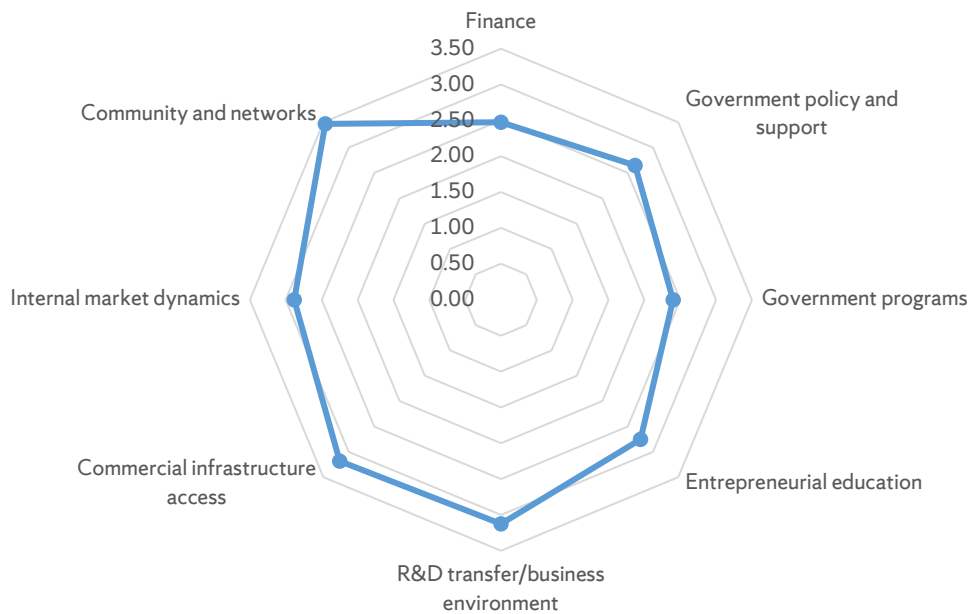 Finance
3.50
3.00
2.50
2.00
1.50
1.00
0.50
0.00
Government policy and
support
Government programs
Entrepreneurial education
R&D transfer/business
environment
Commercial infrastructure
access
Internal market dynamics
Community and networks